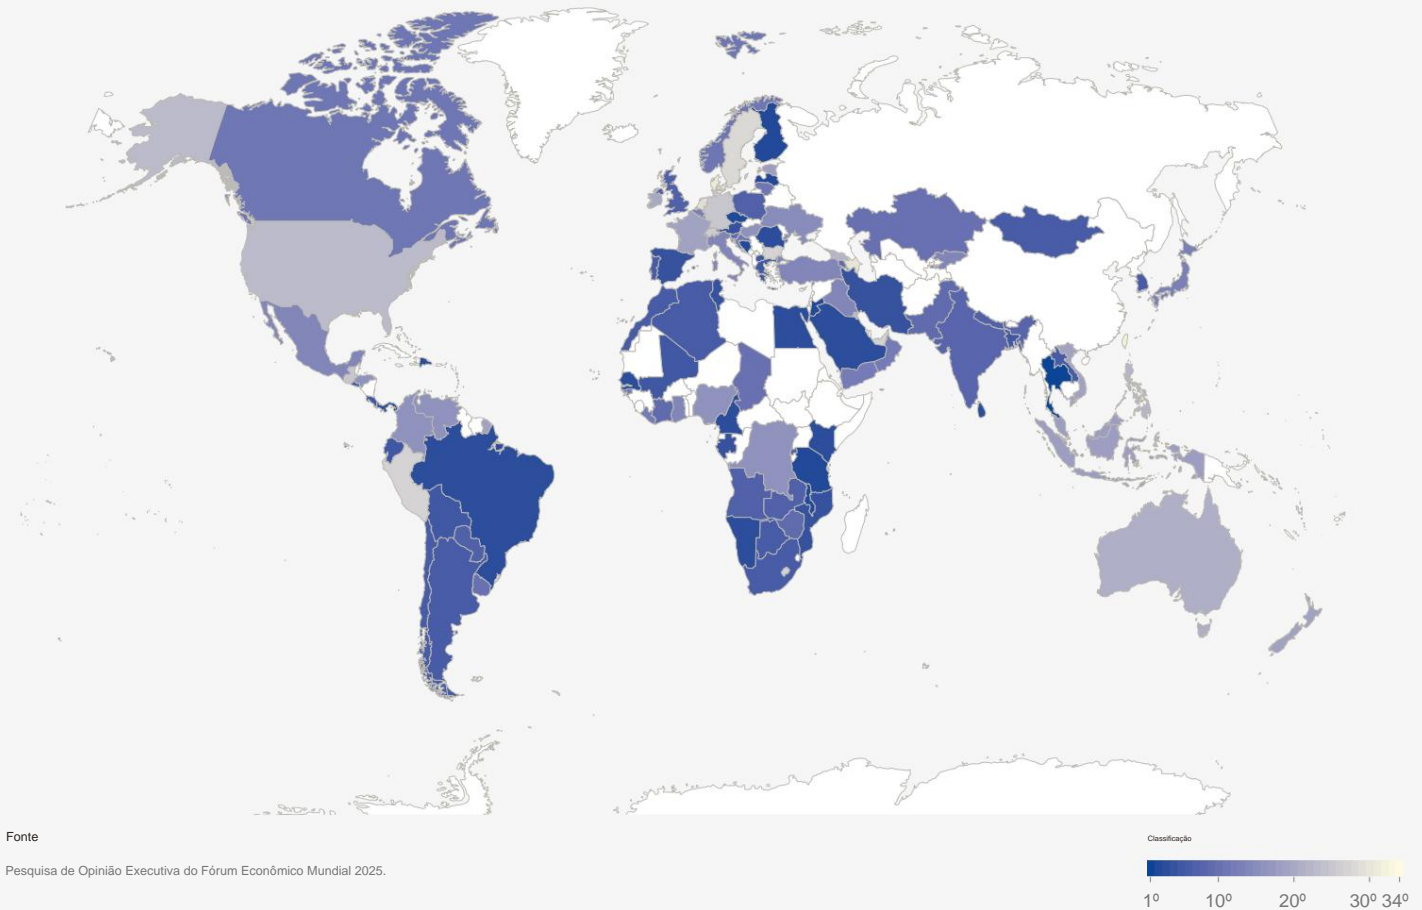 Fonte
Pesquisa de Opinião Executiva do Fórum Econômico Mundial 2025.
Classificação
1º 10º 20º 30º 34º